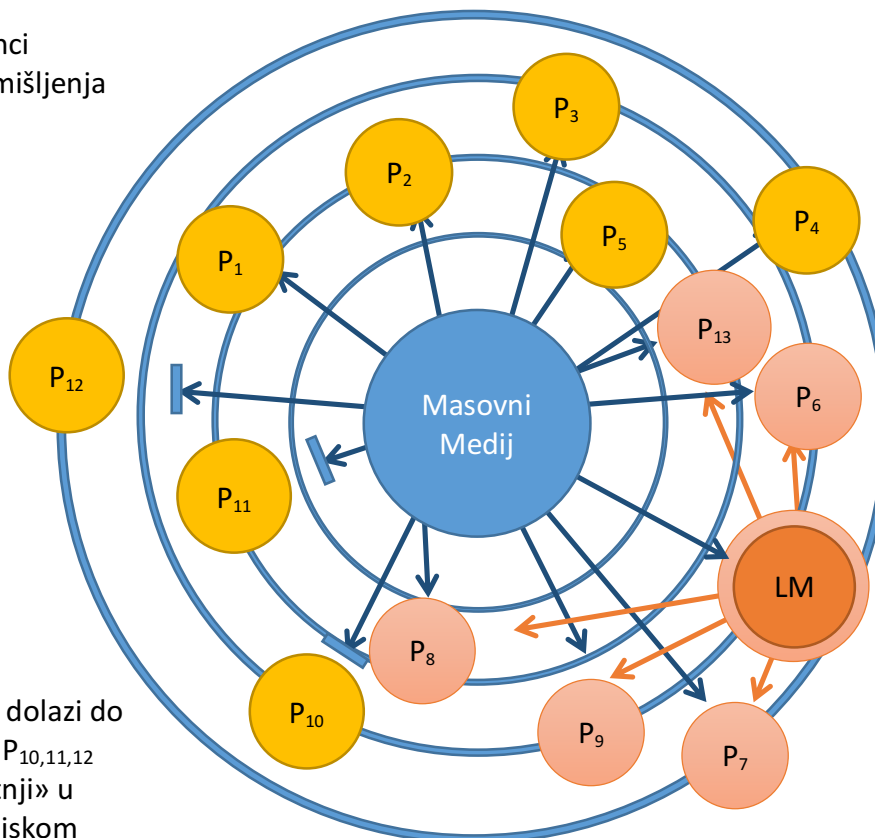 nci
mišljenja
P3
P2
P4
P5
P1
P13
P12
P6
Masovni
Medij
P11
LM
P8
dolazi do
P10
P10,11,12
P9
P7
nji» u
iskom